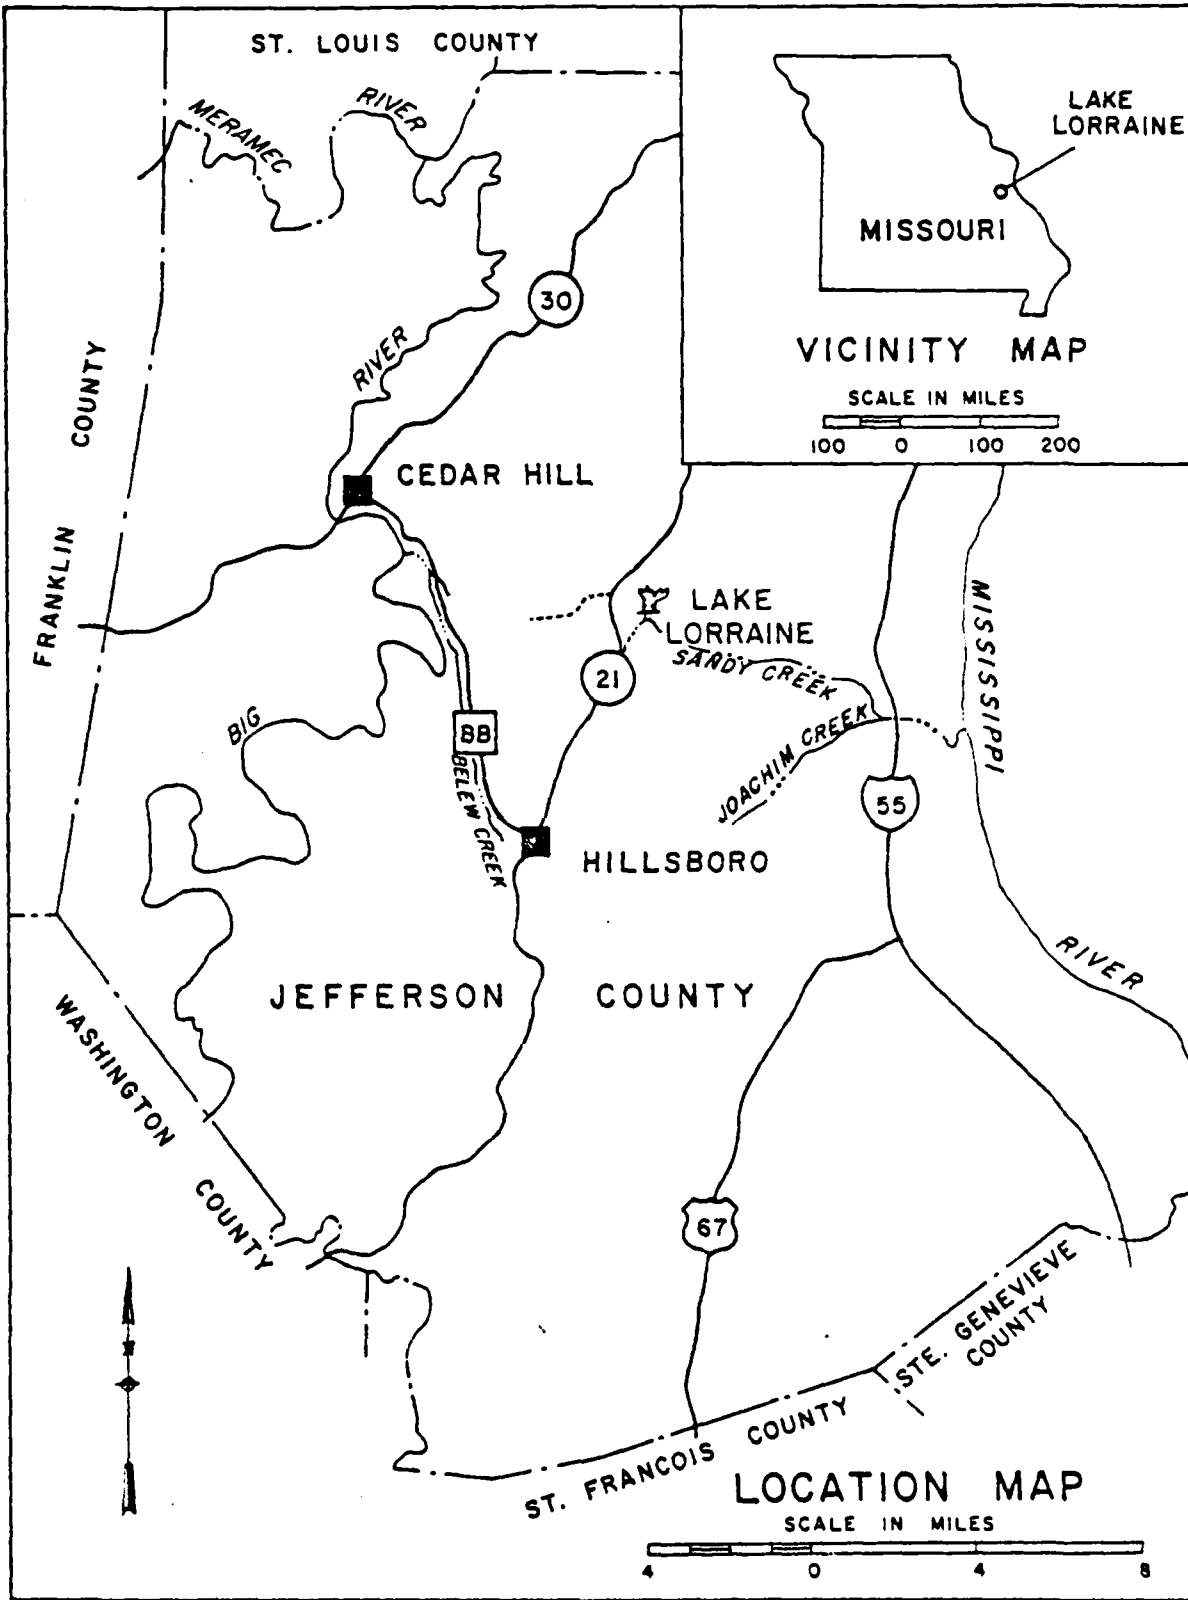 ST. LOUIS COUNTY
MERAMEC
RIVER
LAKE
LORRAINE
MISSOURI
VICINITY MAP
SCALE IN MILES
100 0 100 200
30
RIVER
FRANKLIN COUNTY
CEDAR HILL
LAKE
LORRAINE
SANDY CREEK
21
MISSISSIPPI
BIG
BB
BELEW CREEK
JOACHIM CREEK
55
HILLSBORO
RIVER
JEFFERSON COUNTY
WASHINGTON COUNTY
67
STE. GENEVIEVE
COUNTY
ST. FRANCOIS COUNTY
N
LOCATION MAP
SCALE IN MILES
4 0 4 8